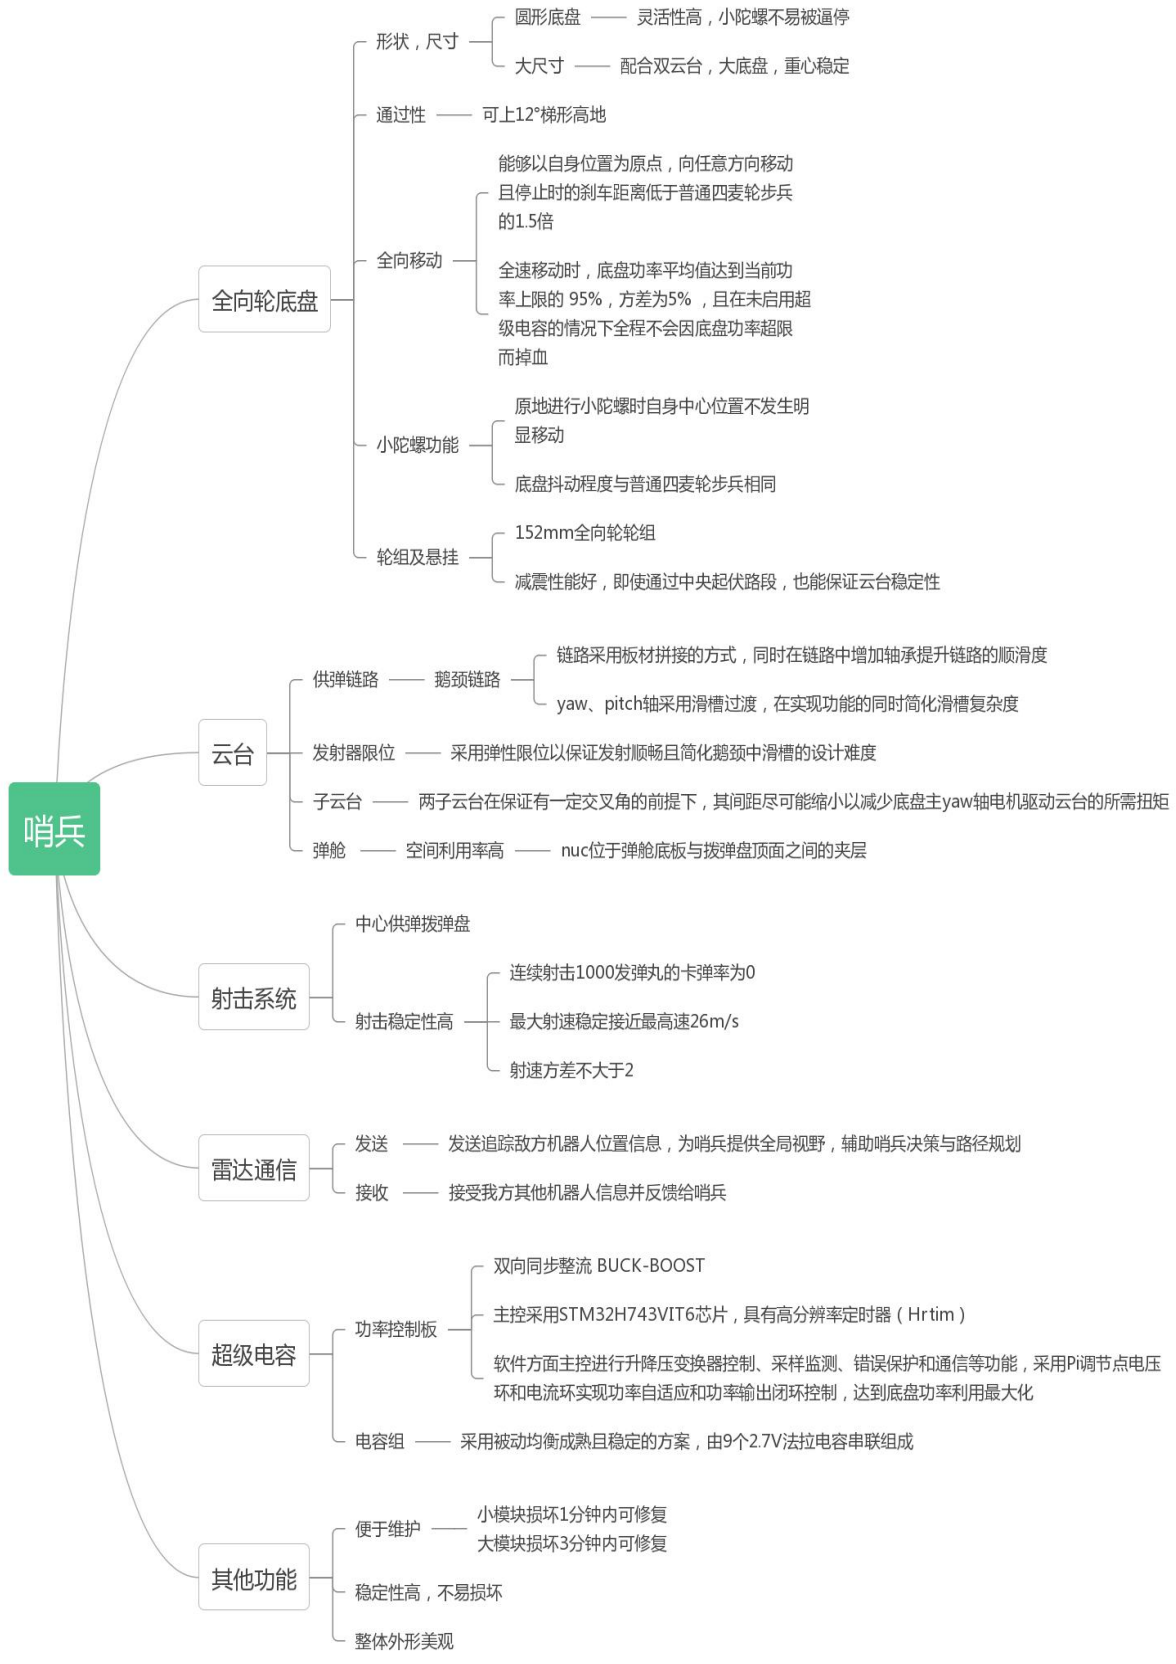 哨兵
全向轮底盘
形状，尺寸
圆形底盘
灵活性高，小陀螺不易被逼停
大尺寸
配合双云台，大底盘，重心稳定
通过性
可上12°梯形高地
全向移动
能够以自身位置为原点，向任意方向移动
且停止时的刹车距离低于普通四麦轮步兵
的1.5倍
全速移动时，底盘功率平均值达到当前功
率上限的 95%，方差为5% ，且在未启用超
级电容的情况下全程不会因底盘功率超限
而掉血
小陀螺功能
原地进行小陀螺时自身中心位置不发生明
显移动
底盘抖动程度与普通四麦轮步兵相同
轮组及悬挂
152mm全向轮轮组
减震性能好，即使通过中央起伏路段，也能保证云台稳定性
云台
供弹链路
鹅颈链路
链路采用板材拼接的方式，同时在链路中增加轴承提升链路的顺滑度
yaw、pitch轴采用滑槽过渡，在实现功能的同时简化滑槽复杂度
发射器限位
采用弹性限位以保证发射顺畅且简化鹅颈中滑槽的设计难度
子云台
两子云台在保证有一定交叉角的前提下，其间距尽可能缩小以减少底盘主yaw轴电机驱动云台的所需扭矩
弹舱
空间利用率高
nuc位于弹舱底板与拨弹盘顶面之间的夹层
射击系统
中心供弹拨弹盘
射击稳定性高
连续射击1000发弹丸的卡弹率为0
最大射速稳定接近最高速26m/s
射速方差不大于2
雷达通信
发送
发送追踪敌方机器人位置信息，为哨兵提供全局视野，辅助哨兵决策与路径规划
接收
接受我方其他机器人信息并反馈给哨兵
超级电容
功率控制板
双向同步整流 BUCK-BOOST
主控采用STM32H743VIT6芯片，具有高分辨率定时器（Hrtim）
软件方面主控进行升降压变换器控制、采样监测、错误保护和通信等功能，采用Pi调节点电压
环和电流环实现功率自适应和功率输出闭环控制，达到底盘功率利用最大化
电容组
采用被动均衡成熟且稳定的方案，由9个2.7V法拉电容串联组成
其他功能
便于维护
小模块损坏1分钟内可修复
大模块损坏3分钟内可修复
稳定性高，不易损坏
整体外形美观